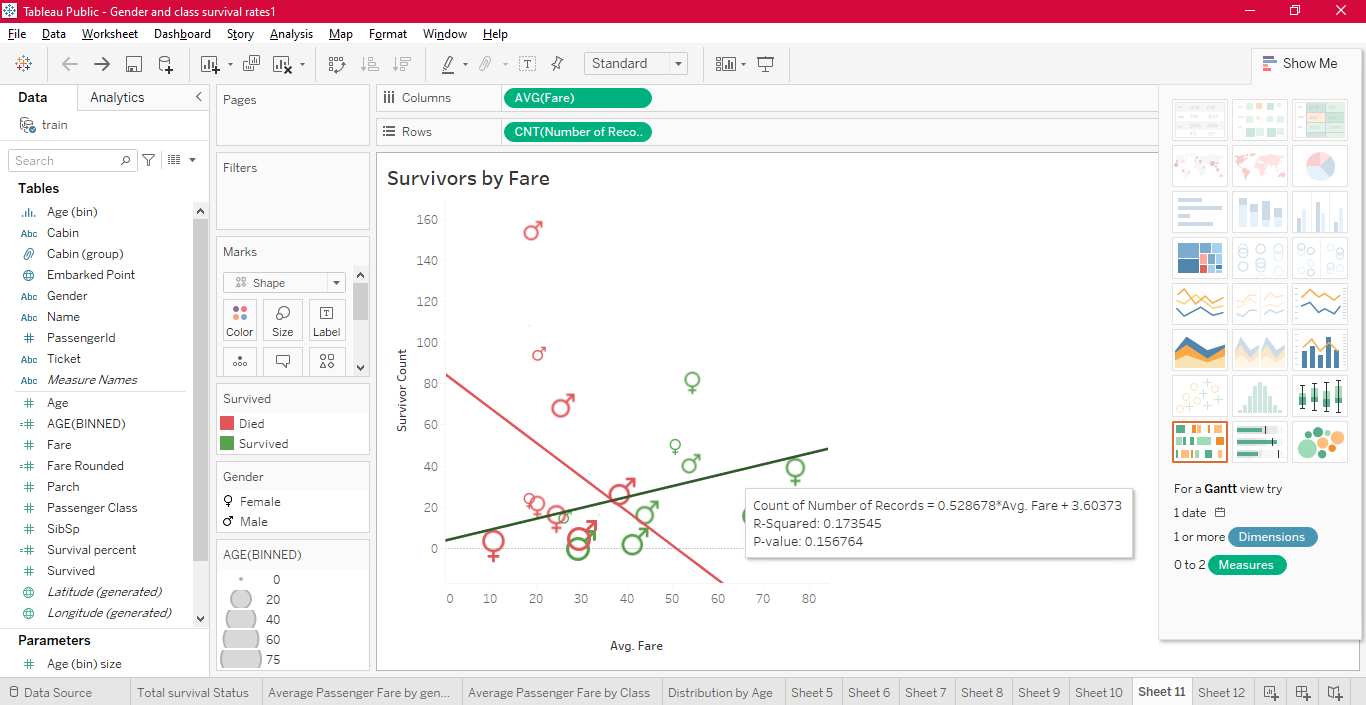 Tableau Public - Gender and class survival rates1
File Data Worksheet Dashboard Story Analysis Map Format Window Help
Standard
Show Me
Data Analytics
train
Search
Tables
Age (bin)
Abc Cabin
Cabin (group)
Embarked Point
Abc Gender
Abc Name
PassengerId
Abc Ticket
Abc Measure Names
Age
AGE(BINNED)
Fare
Fare Rounded
Parch
Passenger Class
SibSp
Survival percent
Survived
Latitude (generated)
Longitude (generated)
Parameters
Age (bin) size
Pages
Filters
Marks
Shape
Color Size Label
Survived
Died
Survived
Gender
Female
Male
AGE(BINNED)
0
20
40
60
75
Columns AVG(Fare)
Rows CNT(Number of Reco..
Survivors by Fare
Survivor Count
160
140
120
100
80
60
40
20
0
0 10 20 30 40 50 60 70 80
Avg. Fare
Count of Number of Records = 0.528678*Avg. Fare + 3.60373
R-Squared: 0.173545
P-value: 0.156764
For a Gantt view try
1 date
1 or more Dimensions
0 to 2 Measures
Data Source Total survival Status Average Passenger Fare by gen... Average Passenger Fare by Class Distribution by Age Sheet 5 Sheet 6 Sheet 7 Sheet 8 Sheet 9 Sheet 10 Sheet 11 Sheet 12